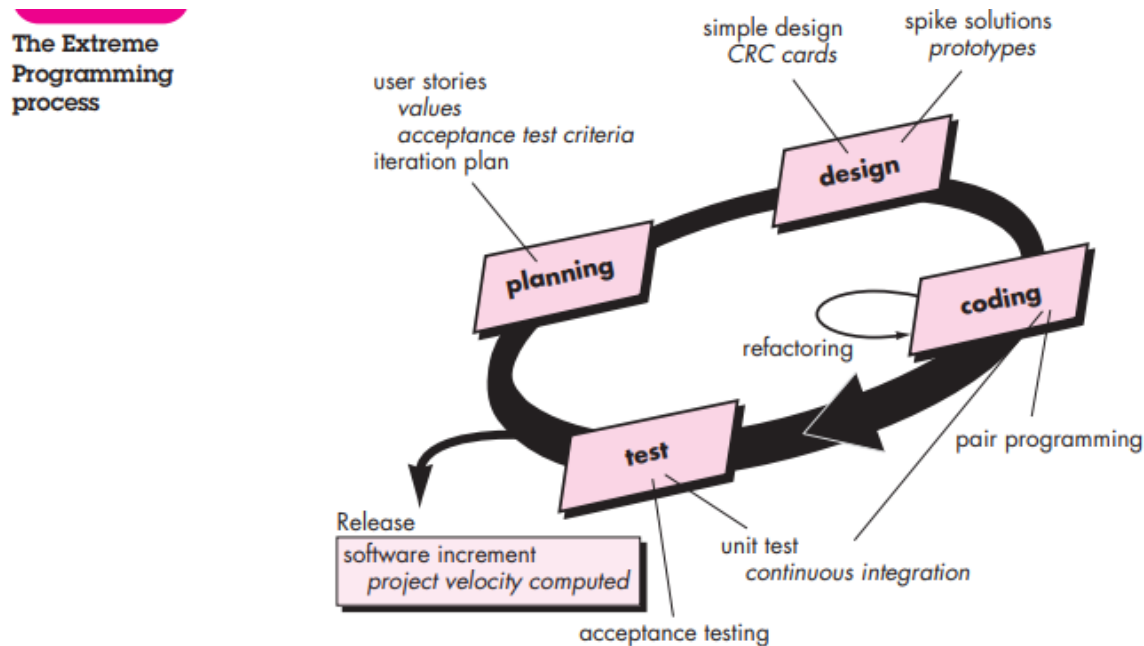 The Extreme
Programming
process
simple design
CRC cards
spike solutions
prototypes
user stories
values
acceptance test criteria
iteration plan
design
planning
coding
refactoring
test
pair programming
Release
software increment
project velocity computed
unit test
continuous integration
acceptance testing